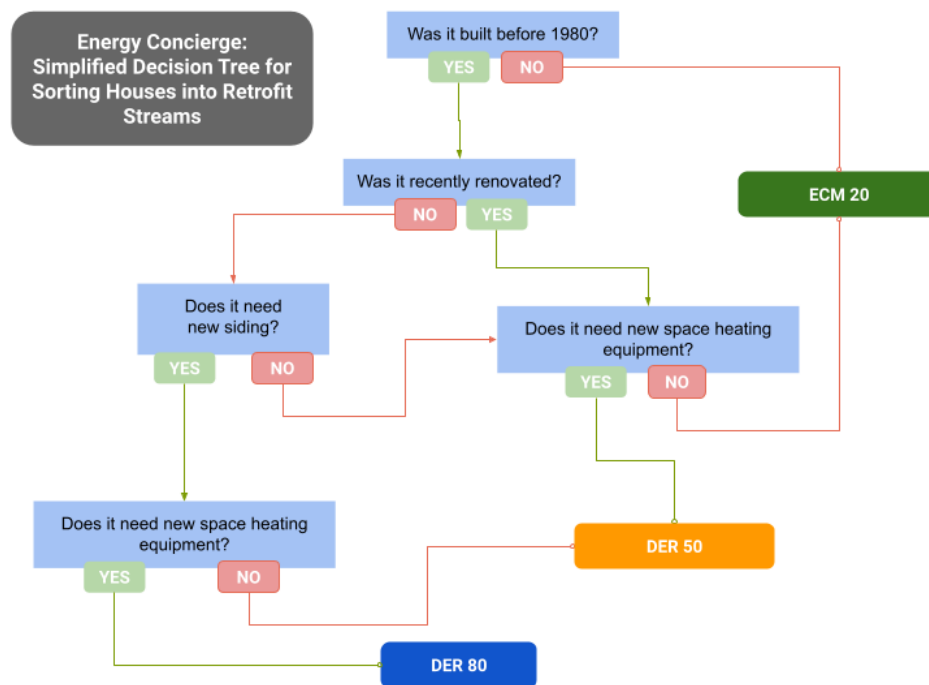 Energy Concierge:
Simplified Decision Tree for
Sorting Houses into Retrofit
Streams
Was it built before 1980?
YES
NO
Was it recently renovated?
NO
YES
ECM 20
Does it need
new siding?
YES
NO
Does it need new space heating
equipment?
YES
NO
Does it need new space heating
equipment?
YES
NO
DER 50
DER 80